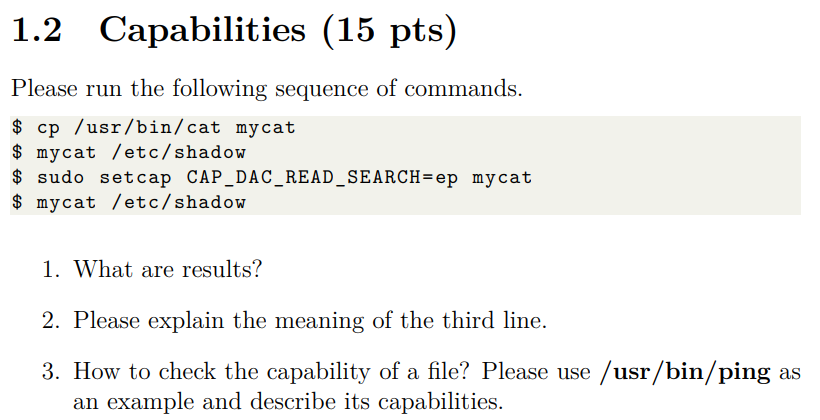 1.2 Capabilities (15 pts)
Please run the following sequence of commands.
$ cp /usr/bin/cat mycat
$ mycat /etc/shadow
$ sudo setcap CAP_DAC_READ_SEARCH=ep mycat
$ mycat /etc/shadow
1. What are results?
2. Please explain the meaning of the third line.
3. How to check the capability of a file? Please use /usr/bin/ping as
an example and describe its capabilities.